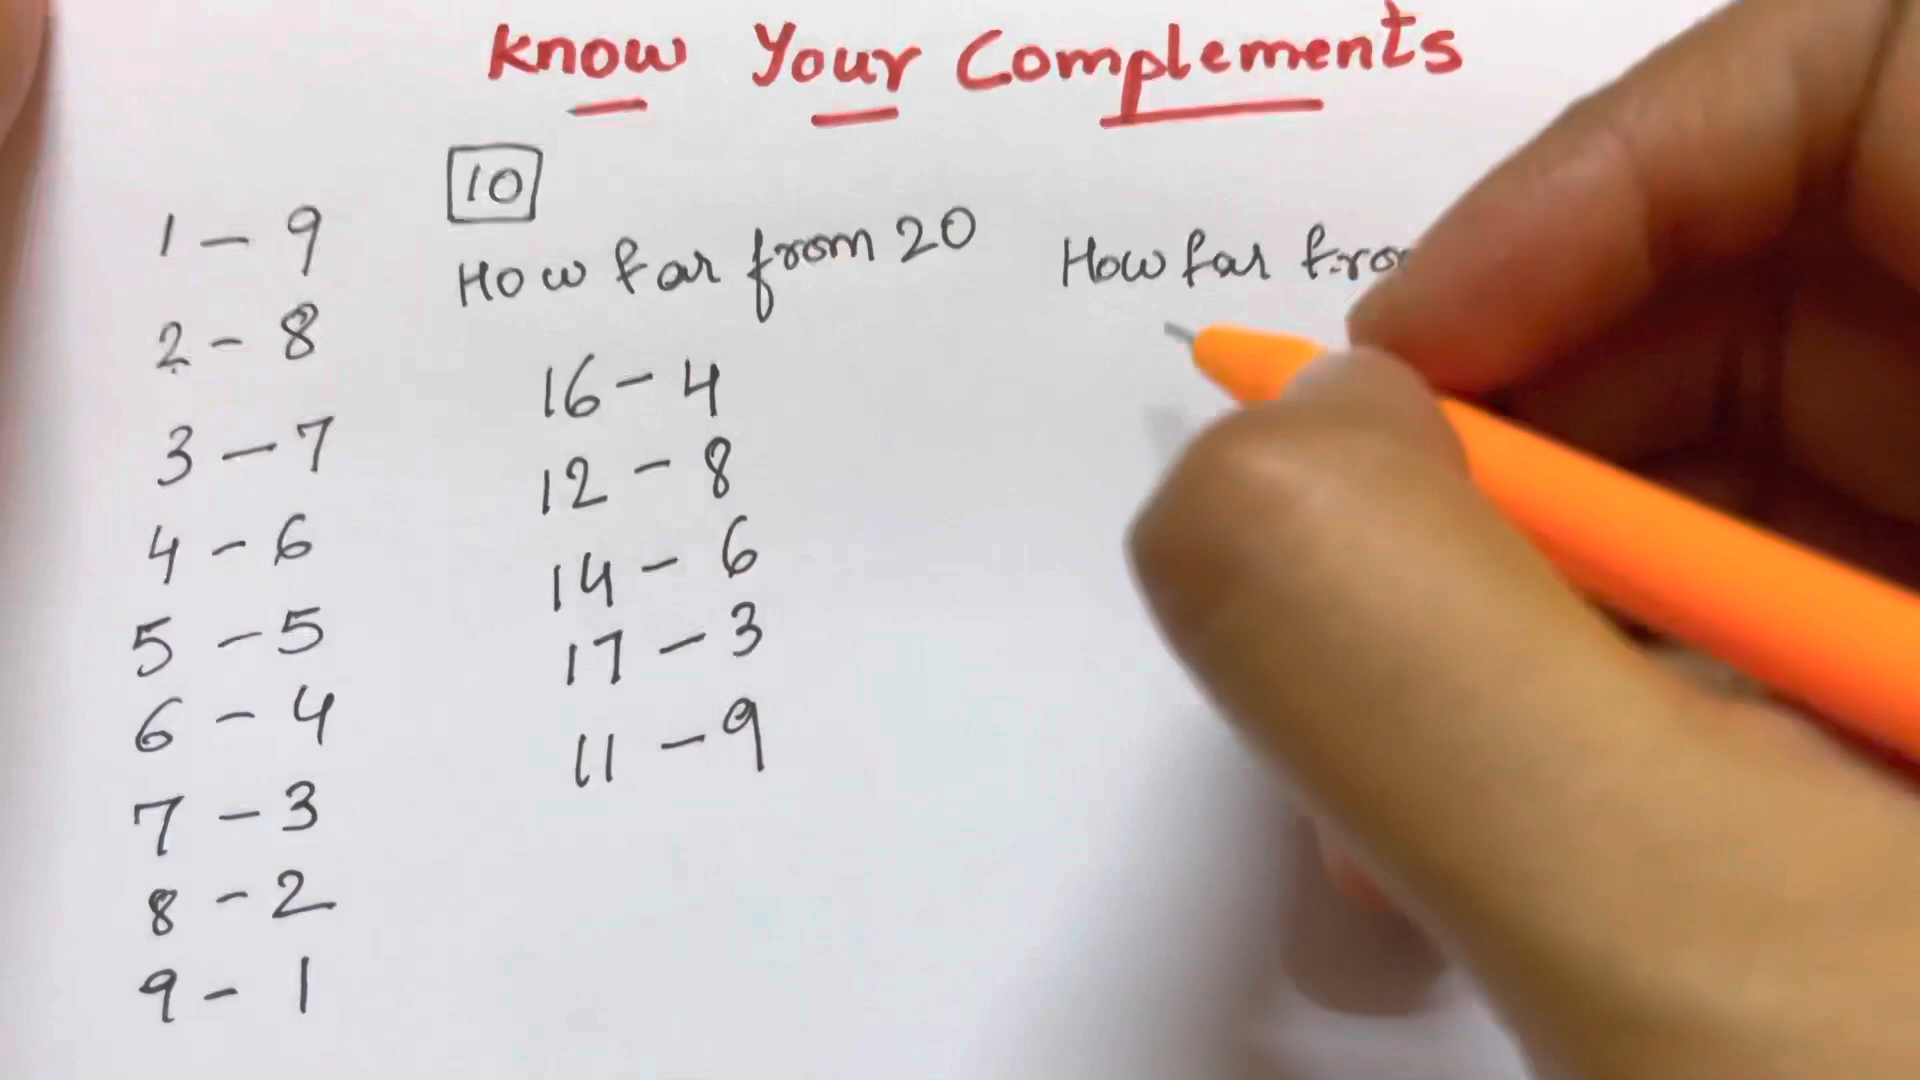 Know Your Complements
10
1 - 9
2 - 8
3 - 7
4 - 6
5 - 5
6 - 4
7 - 3
8 - 2
9 - 1
How far from 20
16 - 4
12 - 8
14 - 6
17 - 3
11 - 9
How far